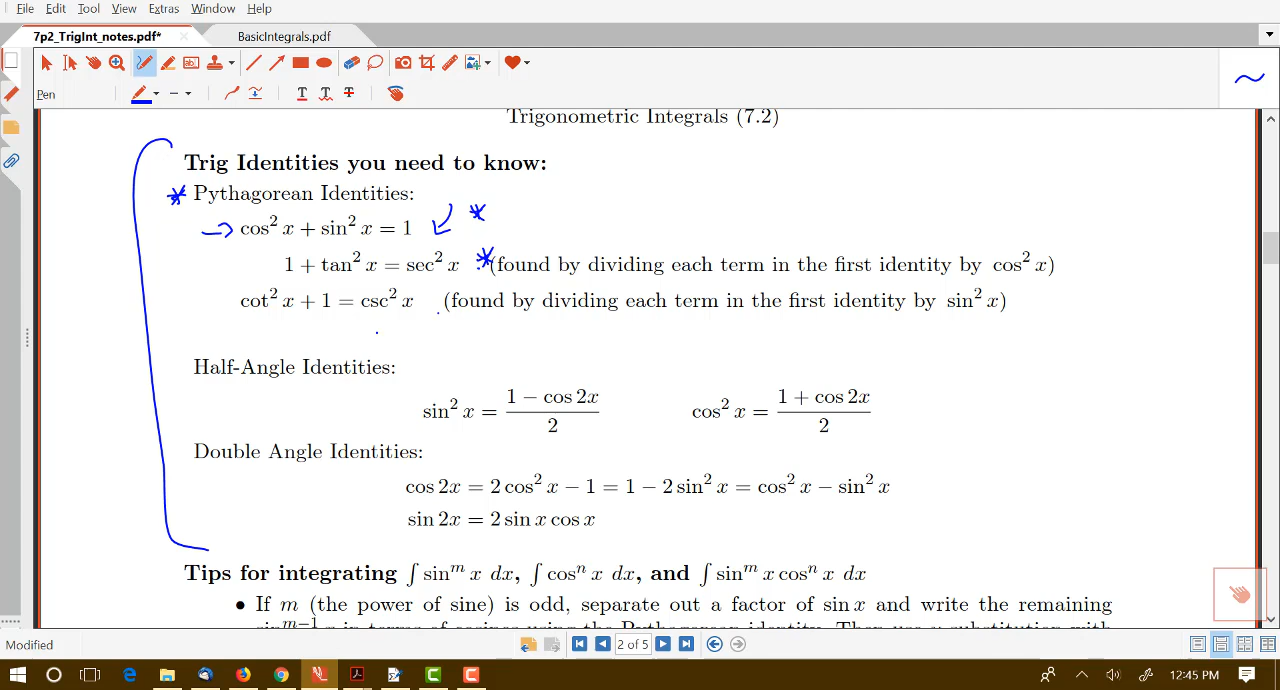 File Edit Tool View Extras Window Help
7p2_TrigInt_notes.pdf* BasicIntegrals.pdf
Pen T T T
Trigonometric Integrals (7.2)
Trig Identities you need to know:
* Pythagorean Identities:
→ cos² x + sin² x = 1 *
1 + tan² x = sec² x *(found by dividing each term in the first identity by cos² x)
cot² x + 1 = csc² x (found by dividing each term in the first identity by sin² x)
Half-Angle Identities:
sin² x = (1 − cos 2x)/2 cos² x = (1 + cos 2x)/2
Double Angle Identities:
cos 2x = 2 cos² x − 1 = 1 − 2 sin² x = cos² x − sin² x
sin 2x = 2 sin x cos x
Tips for integrating ∫ sinᵐ x dx, ∫ cosⁿ x dx, and ∫ sinᵐ x cosⁿ x dx
• If m (the power of sine) is odd, separate out a factor of sin x and write the remaining
Modified 2 of 5
12:45 PM